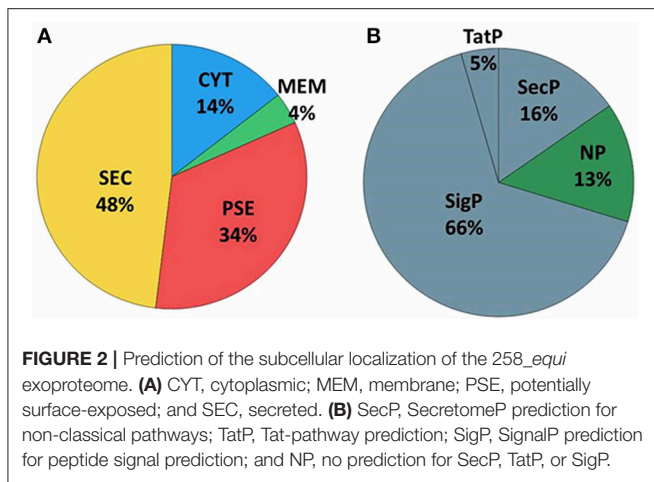 A
CYT
14%
MEM
4%
SEC
48%
PSE
34%
B
TatP
5%
SecP
16%
NP
13%
SigP
66%
FIGURE 2 | Prediction of the subcellular localization of the 258_equi
exoproteome. (A) CYT, cytoplasmic; MEM, membrane; PSE, potentially
surface-exposed; and SEC, secreted. (B) SecP, SecretomeP prediction for
non-classical pathways; TatP, Tat-pathway prediction; SigP, SignalP prediction
for peptide signal prediction; and NP, no prediction for SecP, TatP, or SigP.